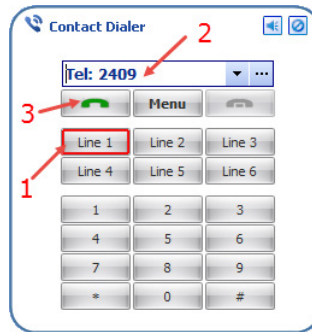 Contact Dialer
2
Tel: 2409
3
Menu
Line 1 Line 2 Line 3
Line 4 Line 5 Line 6
1
1 2 3
4 5 6
7 8 9
* 0 #